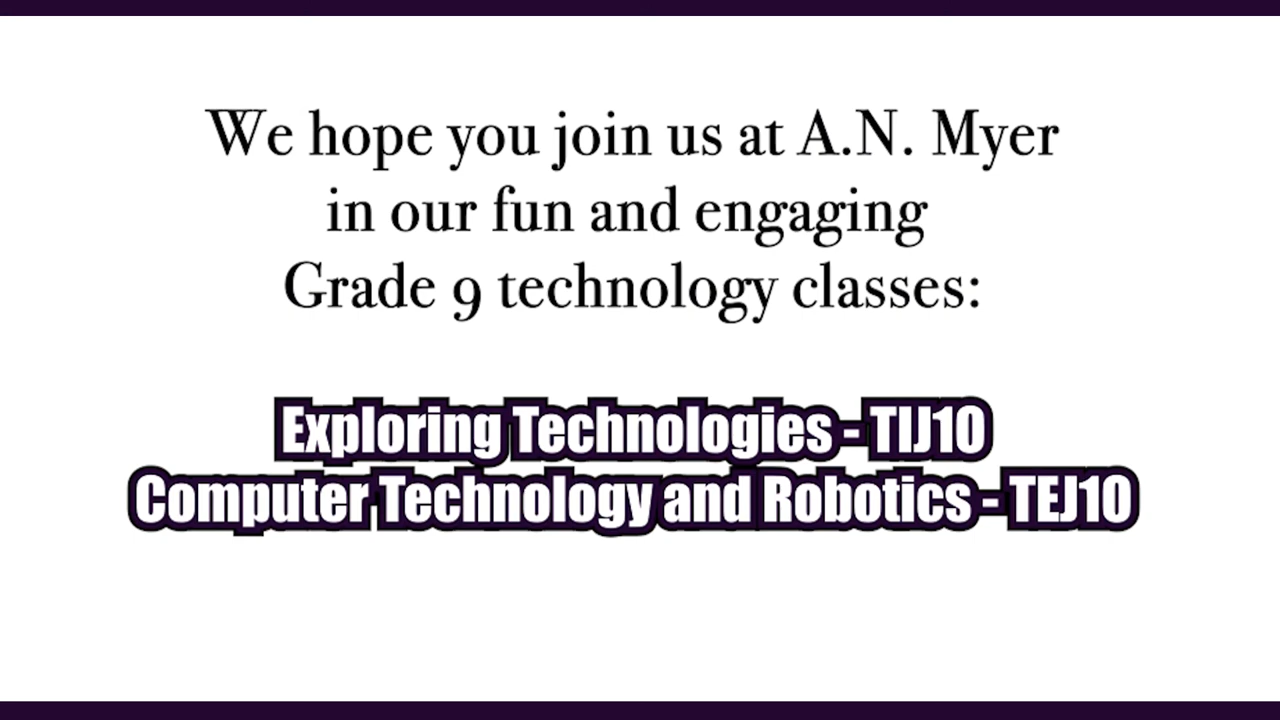 We hope you join us at A.N. Myer
in our fun and engaging
Grade 9 technology classes:
Exploring Technologies - TIJ10
Computer Technology and Robotics - TEJ10